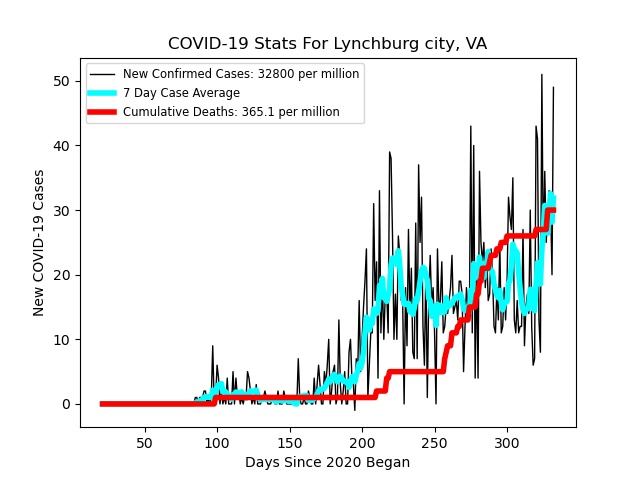 COVID-19 Stats For Lynchburg city, VA
New Confirmed Cases: 32800 per million
7 Day Case Average
Cumulative Deaths: 365.1 per million
New COVID-19 Cases
50
40
30
20
10
0
50 100 150 200 250 300
Days Since 2020 Began